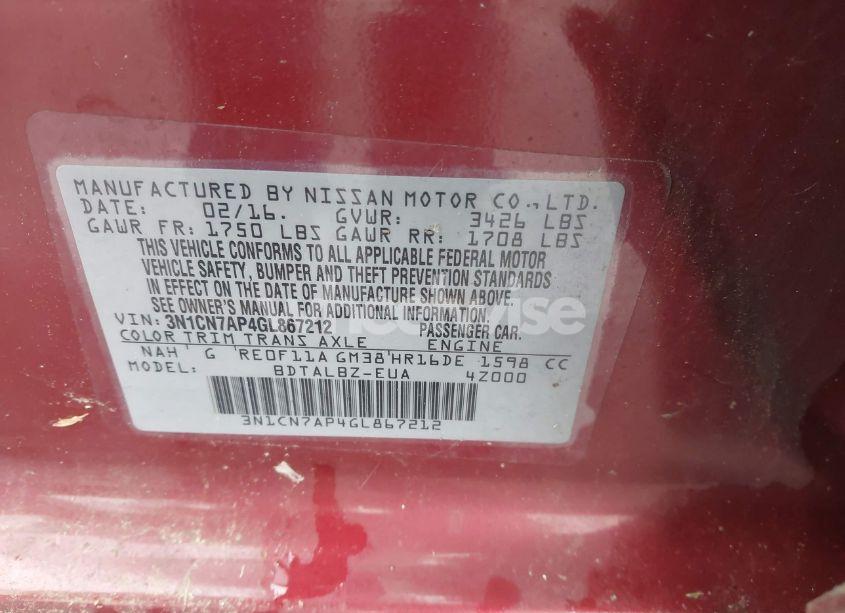 MANUFACTURED BY NISSAN MOTOR CO.,LTD.
DATE: 02/16. GVWR: 3426 LBS
GAWR FR: 1750 LBS GAWR RR: 1708 LBS
THIS VEHICLE CONFORMS TO ALL APPLICABLE FEDERAL MOTOR
VEHICLE SAFETY, BUMPER AND THEFT PREVENTION STANDARDS
IN EFFECT ON THE DATE OF MANUFACTURE SHOWN ABOVE.
SEE OWNER'S MANUAL FOR ADDITIONAL INFORMATION.
VIN: 3N1CN7AP4GL867212 PASSENGER CAR.
COLOR TRIM TRANS AXLE ENGINE
NAH' G 'RE0F11A GM38'HR16DE 1598 CC
MODEL: BDTALBZ-EUA 4Z000
3N1CN7AP4GL867212